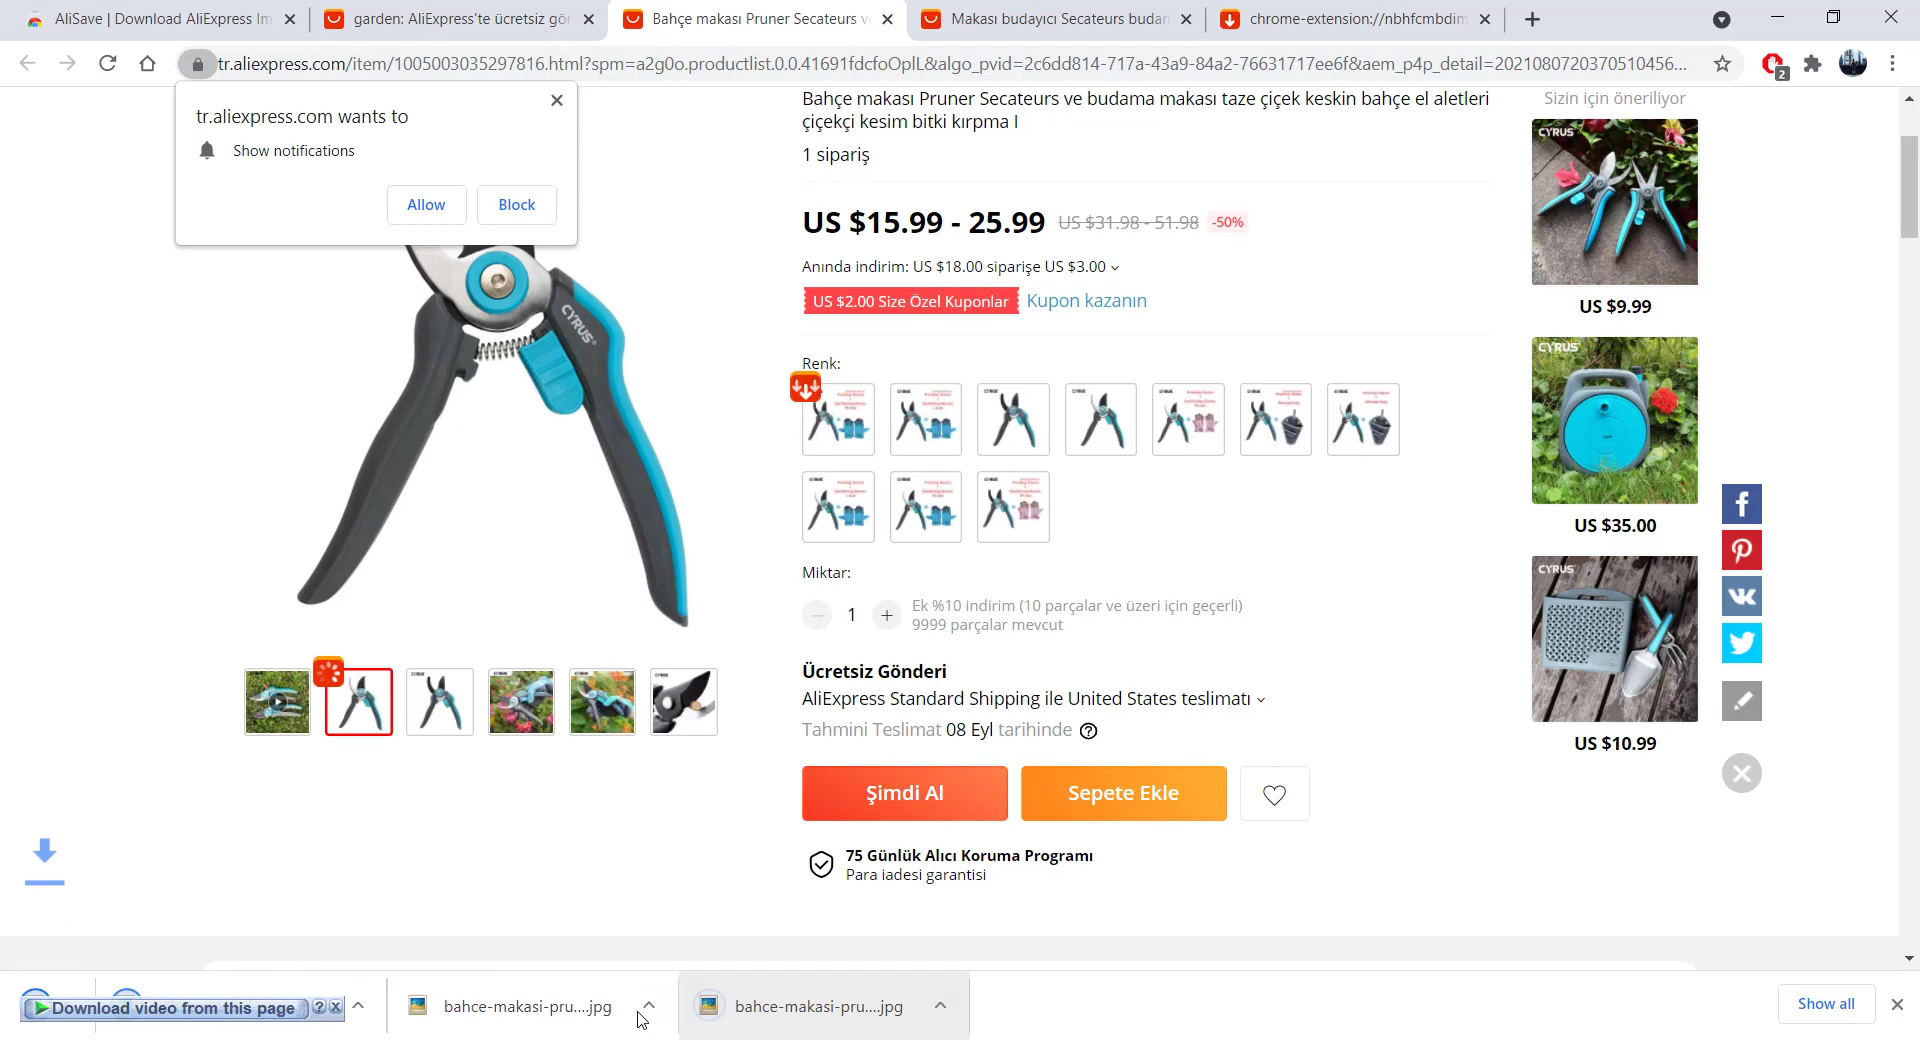 AliSave | Download AliExpress Im
garden: AliExpress'te ücretsiz gör
Bahçe makası Pruner Secateurs v
Makası budayıcı Secateurs budar
chrome-extension://nbhfcmbdim
tr.aliexpress.com/item/1005003035297816.html?spm=a2g0o.productlist.0.0.41691fdcfoOplL&algo_pvid=2c6dd814-717a-43a9-84a2-76631717ee6f&aem_p4p_detail=2021080720370510456...
2
tr.aliexpress.com wants to
Show notifications
Allow
Block
CYRUS
Bahçe makası Pruner Secateurs ve budama makası taze çiçek keskin bahçe el aletleri
çiçekçi kesim bitki kırpma I
1 sipariş
US $15.99 - 25.99 US $31.98 - 51.98 -50%
Anında indirim: US $18.00 siparişe US $3.00
US $2.00 Size Özel Kuponlar Kupon kazanın
Renk:
Miktar:
1
Ek %10 indirim (10 parçalar ve üzeri için geçerli)
9999 parçalar mevcut
Ücretsiz Gönderi
AliExpress Standard Shipping ile United States teslimatı
Tahmini Teslimat 08 Eyl tarihinde
Şimdi Al
Sepete Ekle
75 Günlük Alıcı Koruma Programı
Para iadesi garantisi
Sizin için öneriliyor
CYRUS
US $9.99
CYRUS
US $35.00
CYRUS
US $10.99
Download video from this page
bahce-makasi-pru....jpg
bahce-makasi-pru....jpg
Show all